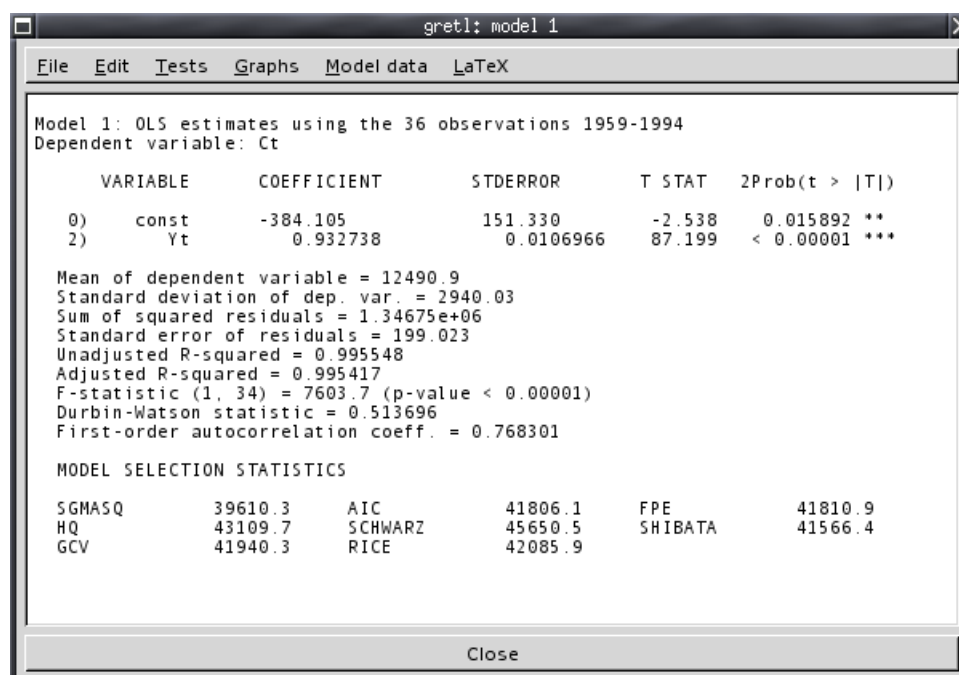 gretl: model 1
File Edit Tests Graphs Model data LaTeX
Model 1: OLS estimates using the 36 observations 1959-1994
Dependent variable: Ct
VARIABLE COEFFICIENT STDERROR T STAT 2Prob(t > |T|)
0) const -384.105 151.330 -2.538 0.015892 **
2) Yt 0.932738 0.0106966 87.199 < 0.00001 ***
Mean of dependent variable = 12490.9
Standard deviation of dep. var. = 2940.03
Sum of squared residuals = 1.34675e+06
Standard error of residuals = 199.023
Unadjusted R-squared = 0.995548
Adjusted R-squared = 0.995417
F-statistic (1, 34) = 7603.7 (p-value < 0.00001)
Durbin-Watson statistic = 0.513696
First-order autocorrelation coeff. = 0.768301
MODEL SELECTION STATISTICS
SGMASQ 39610.3 AIC 41806.1 FPE 41810.9
HQ 43109.7 SCHWARZ 45650.5 SHIBATA 41566.4
GCV 41940.3 RICE 42085.9
Close